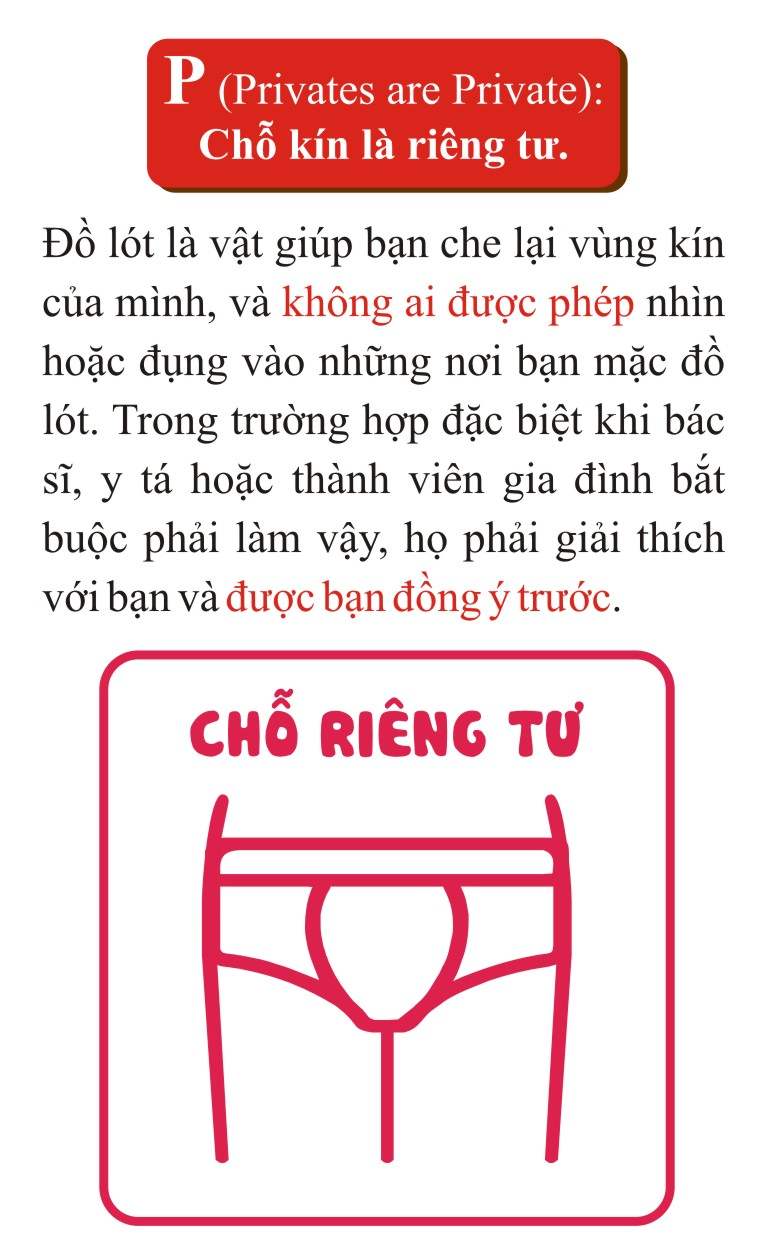 P (Privates are Private):
Chỗ kín là riêng tư.
Đồ lót là vật giúp bạn che lại vùng kín
của mình, và không ai được phép nhìn
hoặc đụng vào những nơi bạn mặc đồ
lót. Trong trường hợp đặc biệt khi bác
sĩ, y tá hoặc thành viên gia đình bắt
buộc phải làm vậy, họ phải giải thích
với bạn và được bạn đồng ý trước.
CHỖ RIÊNG TƯ